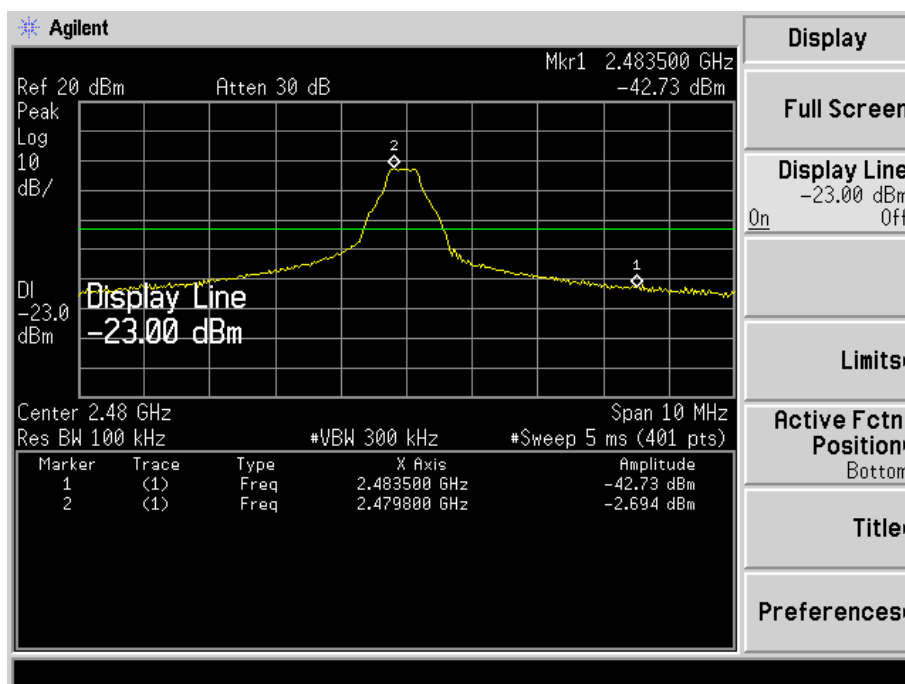 Agilent
Mkr1 2.483500 GHz
Ref 20 dBm Atten 30 dB -42.73 dBm
Peak
Log
10
dB/
2
1
DI
-23.0
dBm
Display Line
-23.00 dBm
Center 2.48 GHz Span 10 MHz
Res BW 100 kHz #VBW 300 kHz #Sweep 5 ms (401 pts)
Marker Trace Type X Axis Amplitude
1 (1) Freq 2.483500 GHz -42.73 dBm
2 (1) Freq 2.479800 GHz -2.694 dBm
Display
Full Screen
Display Line
-23.00 dBm
On Off
Limits
Active Fctn
Position
Bottom
Title
Preferences